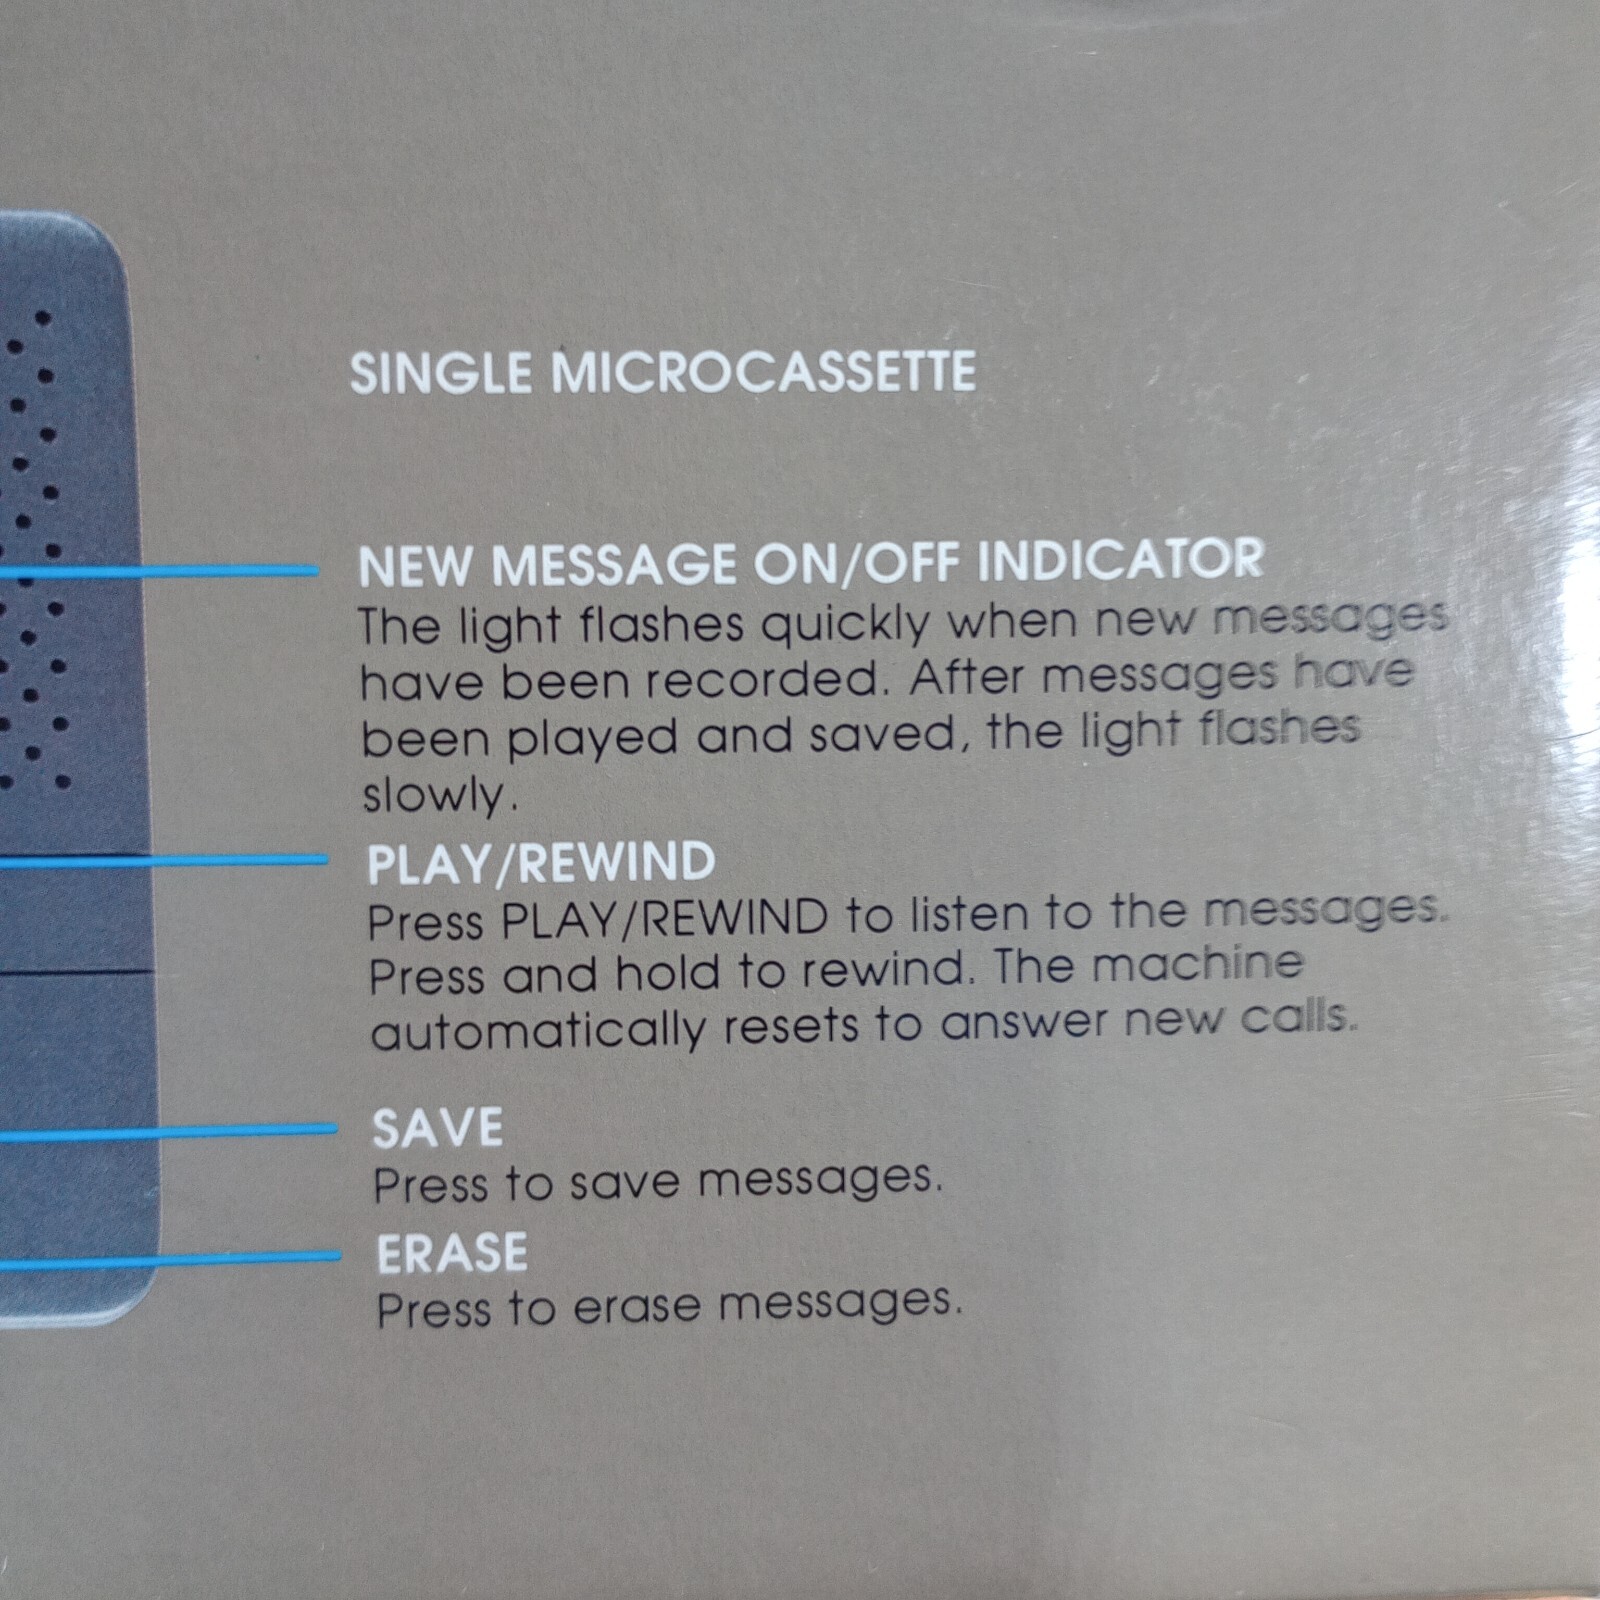 SINGLE MICROCASSETTE
NEW MESSAGE ON/OFF INDICATOR
The light flashes quickly when new messages
have been recorded. After messages have
been played and saved, the light flashes
slowly.
PLAY/REWIND
Press PLAY/REWIND to listen to the messages.
Press and hold to rewind. The machine
automatically resets to answer new calls.
SAVE
Press to save messages.
ERASE
Press to erase messages.